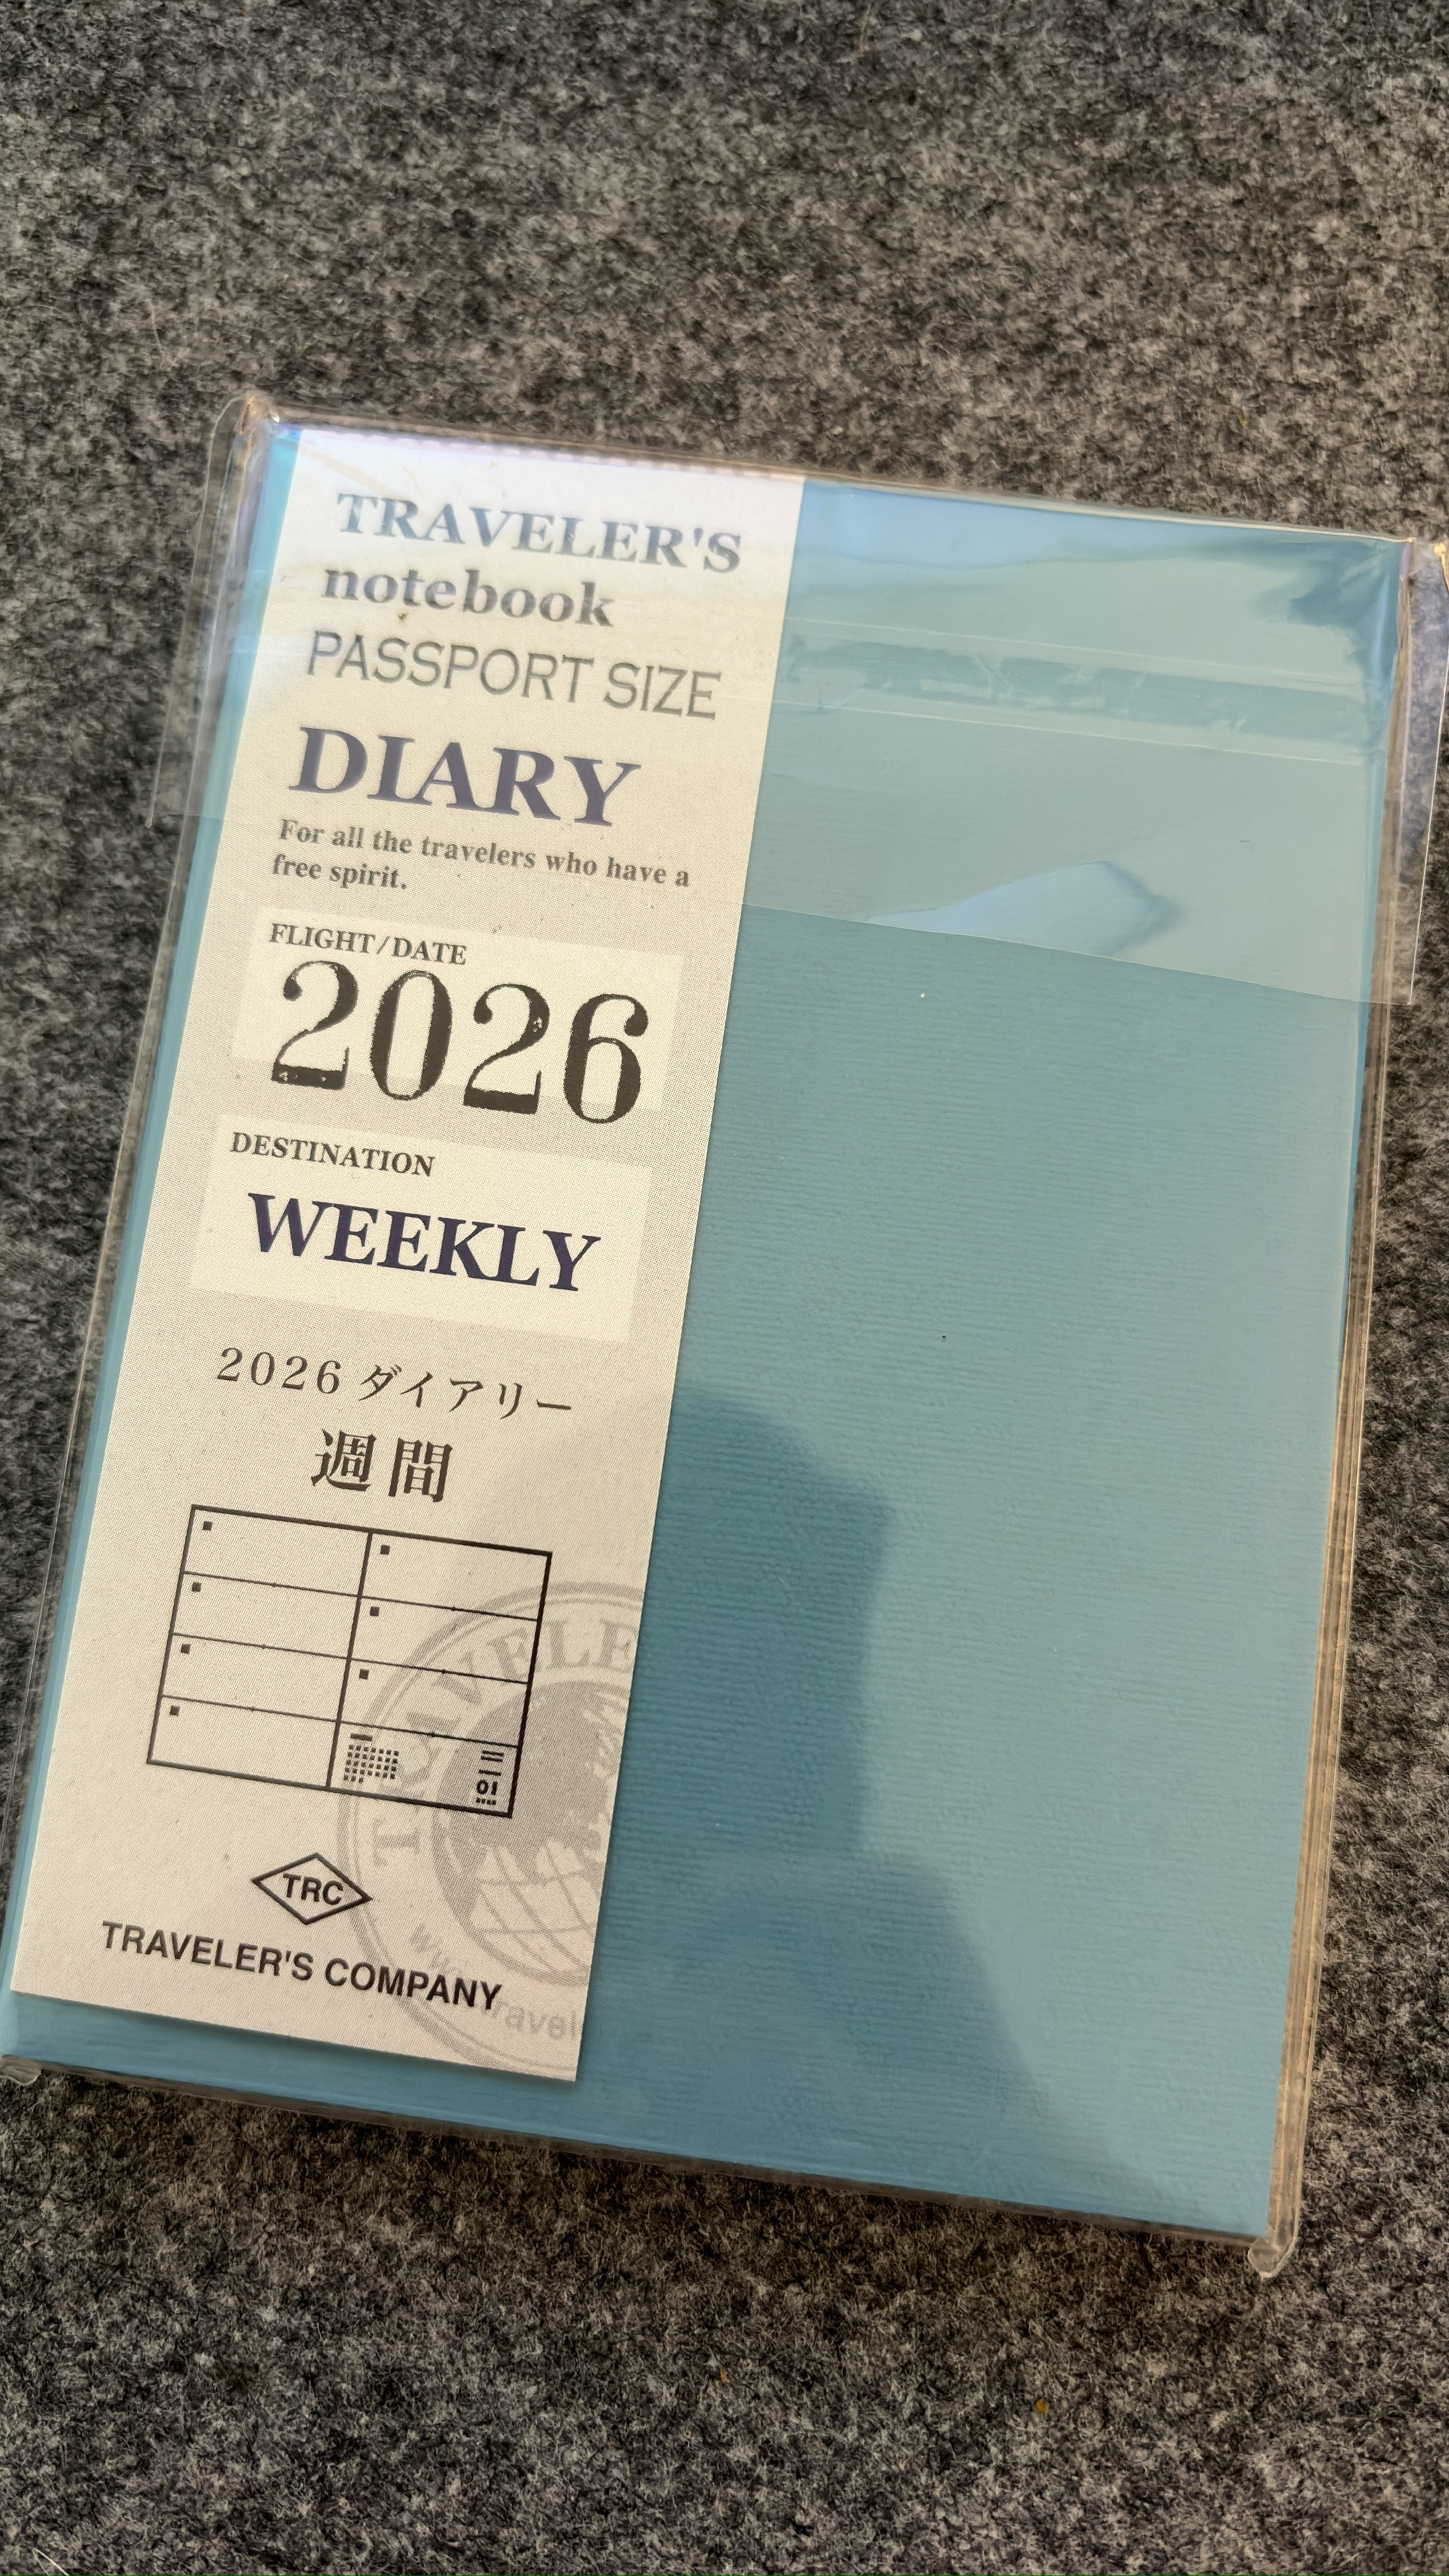 TRAVELER'S
notebook
PASSPORT SIZE
DIARY
For all the travelers who have a
free spirit.
FLIGHT/DATE
2026
DESTINATION
WEEKLY
2026 ダイアリー
週間
01
TRC
TRAVELER'S COMPANY